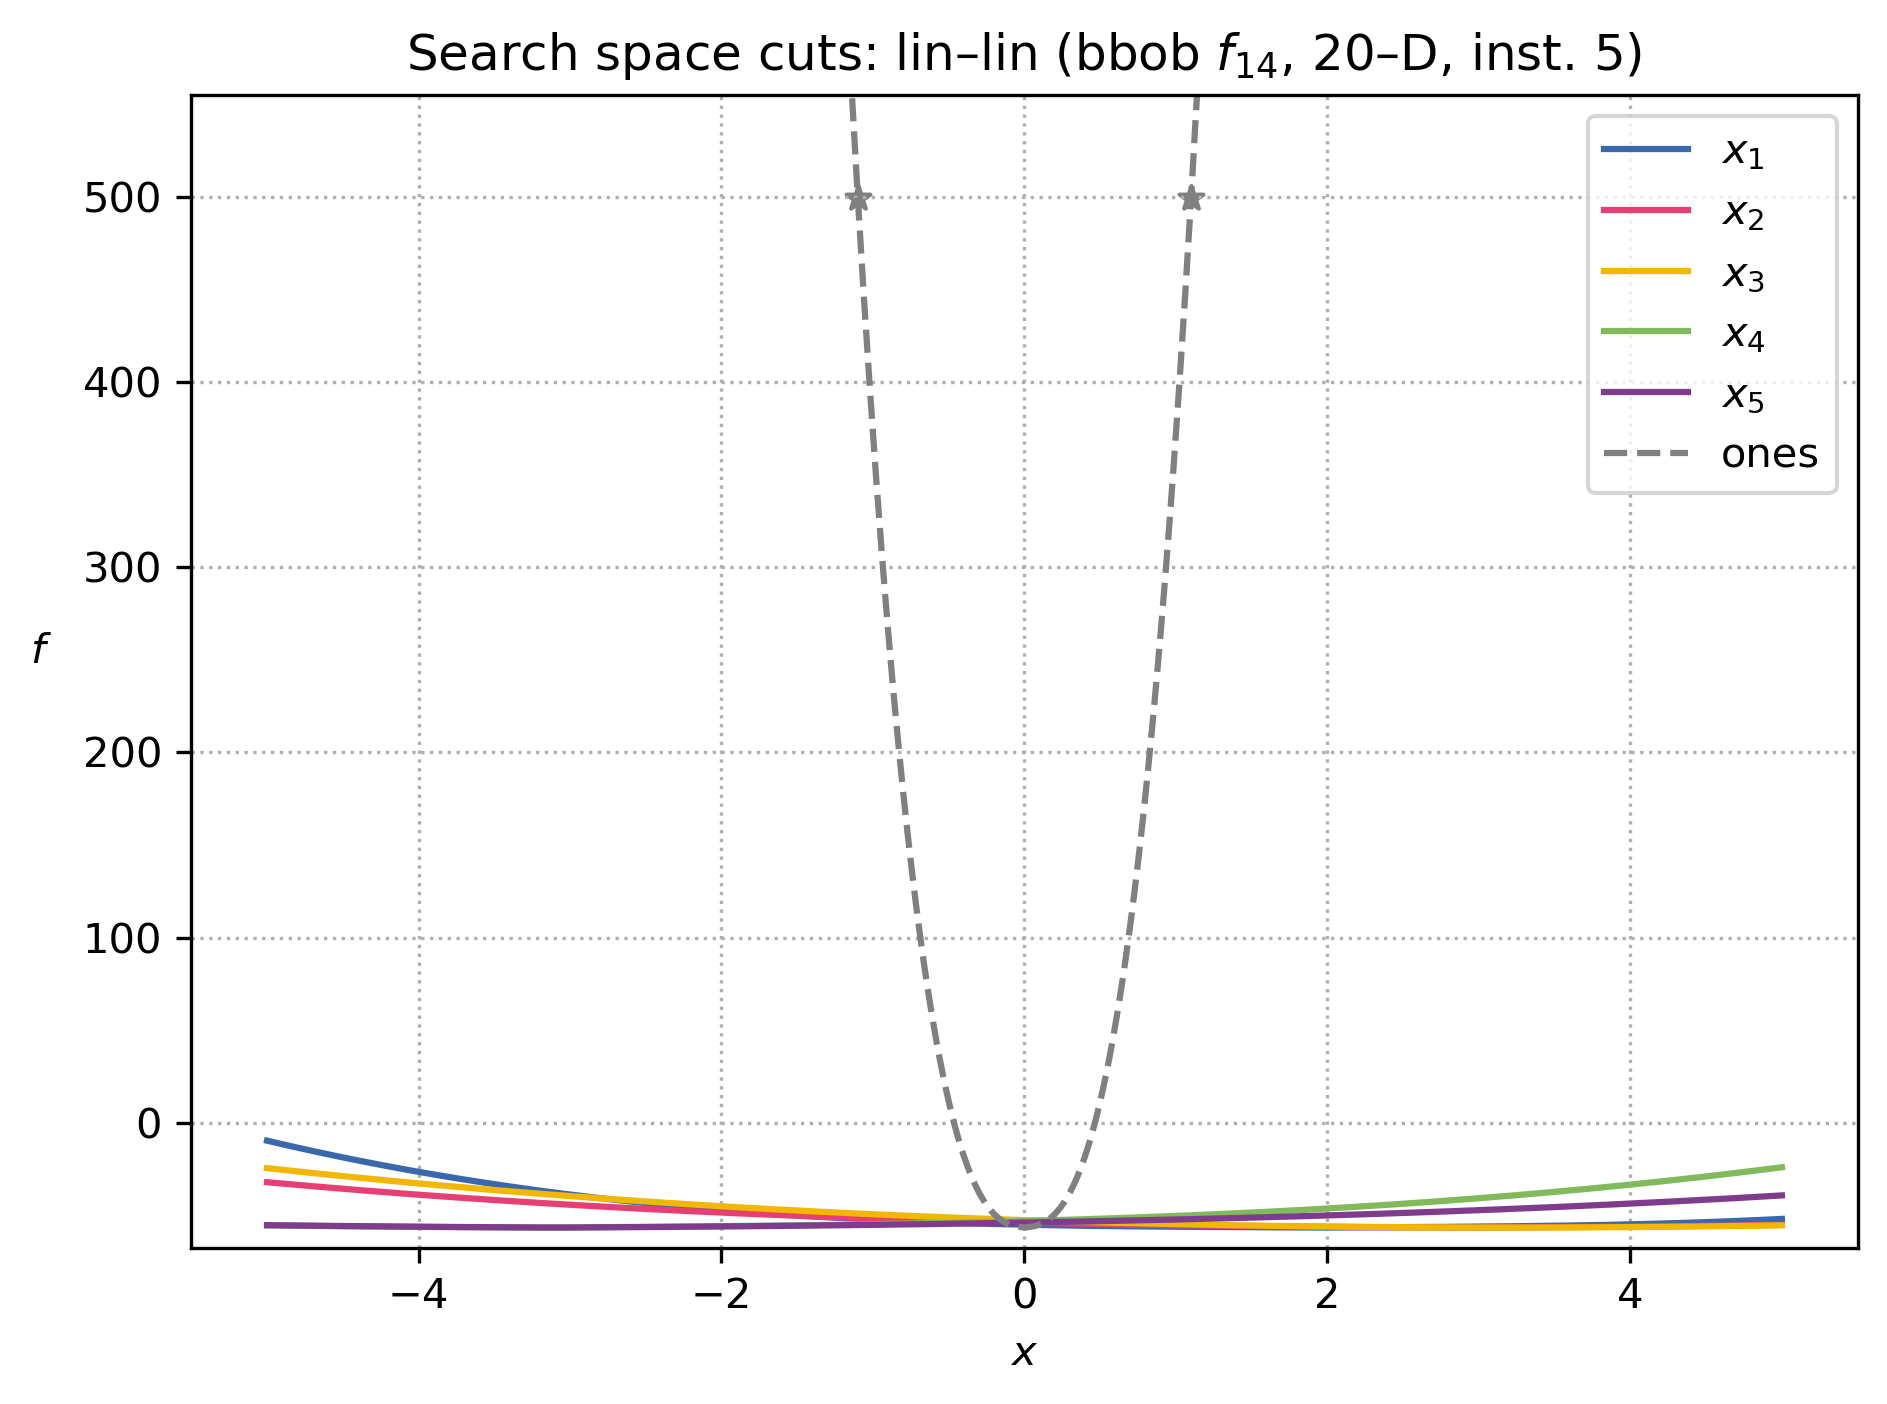 Search space cuts: lin–lin (bbob f14, 20–D, inst. 5)
x1
x2
x3
x4
x5
ones
500
400
300
200
100
0
f
−4 −2 0 2 4
x